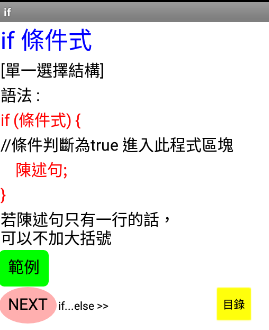 if
if 條件式
[單一選擇結構]
語法 :
if (條件式) {
//條件判斷為true 進入此程式區塊
陳述句;
}
若陳述句只有一行的話，
可以不加大括號
範例
NEXT if...else >> 目錄